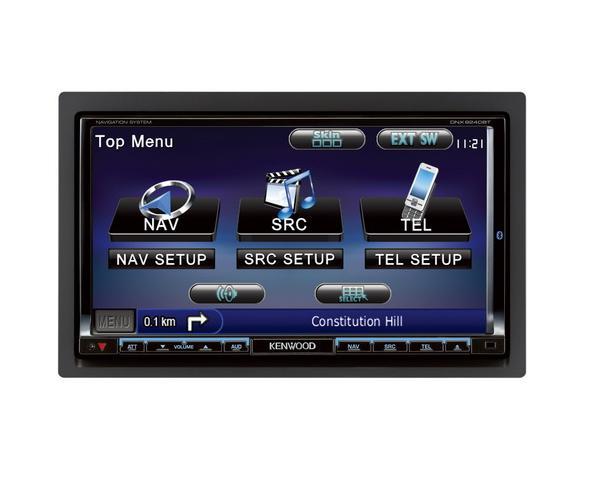 NAVIGATION SYSTEM DNX9240BT
Top Menu Skin EXT SW 11:21
NAV SRC TEL
NAV SETUP SRC SETUP TEL SETUP
SELECT
MENU 0.1 km Constitution Hill
ATT VOLUME AUD KENWOOD NAV SRC TEL